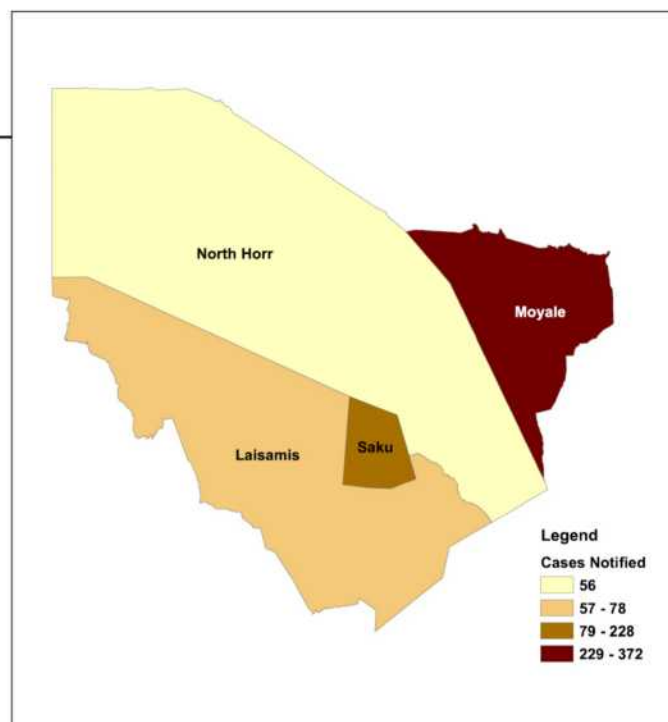 North Horr
Moyale
Laisamis
Saku
Legend
Cases Notified
56
57 - 78
79 - 228
229 - 372